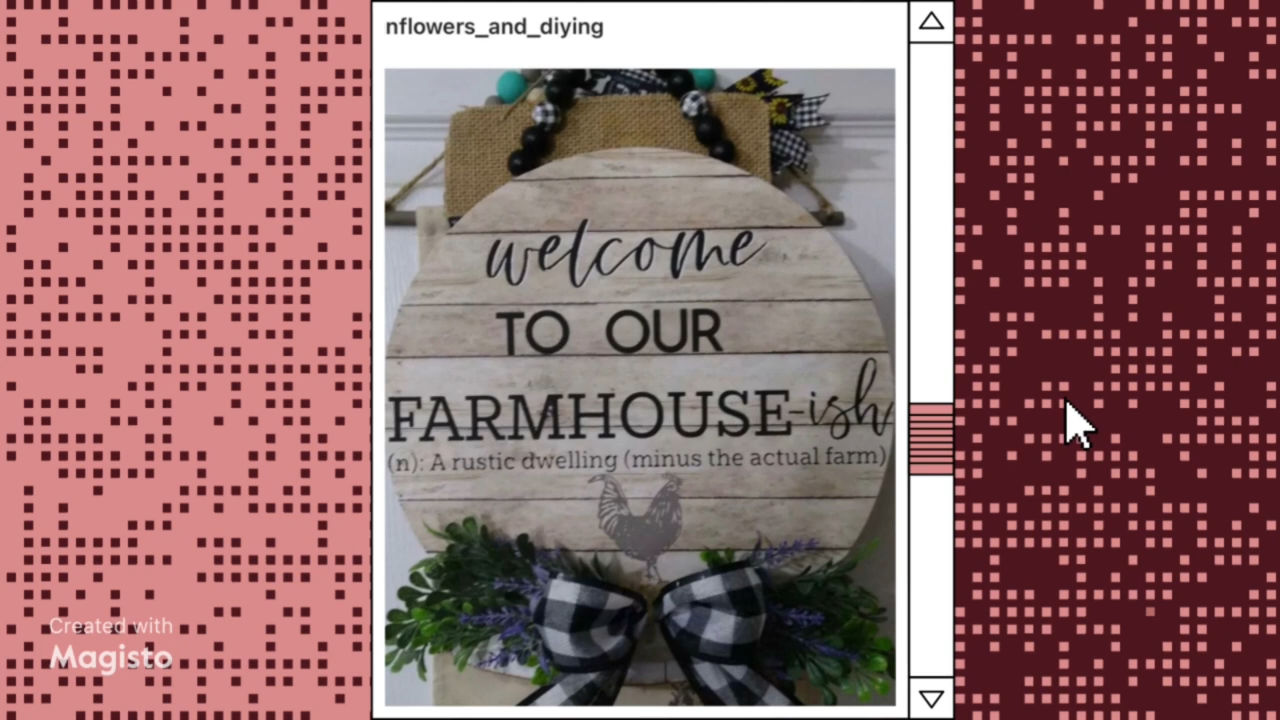 nflowers_and_diying
welcome
TO OUR
FARMHOUSE-ish
(n): A rustic dwelling (minus the actual farm)
Created with
Magisto